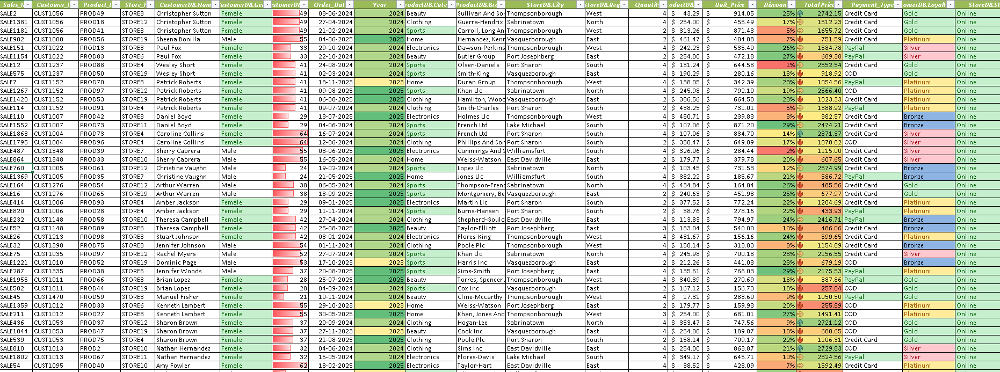 Sales_I Customer_I Product_I Store_I CustomerDB.Nam ustomerDB.Ge ustomerDB Order_Dat Year oductDB.Cate ProductDB.Bra StoreDB.City StoreDB.Reg Quantit oductDB. Unit_Price Discoun Total Price Payment_Type omerDB.Loyalt StoreDB.St
SALE2 CUST1056 PROD49 STORE8 Christopher Sutton Female 49 03-06-2024 2024 Beauty Sullivan And Son Thompsonborough West 4 $ 43.29 $ 914.05 25% 2742.15 Credit Card Gold Online
SALE1381 CUST1056 PROD18 STORE12 Christopher Sutton Female 49 27-04-2024 2024 Clothing Guerra-Hendrix Sabrinatown North 4 $ 254.00 $ 455.49 17% 1512.23 Credit Card Gold Online
SALE1181 CUST1056 PROD41 STORE8 Christopher Sutton Female 49 21-02-2024 2024 Sports Carroll, Long An Thompsonborough West 2 $ 313.26 $ 871.43 5% 1655.72 Credit Card Gold Online
SALE902 CUST1000 PROD56 STORE19 Sheena Bonilla Male 55 04-06-2025 2025 Home Hernandez, Kenn Vasquezborough East 2 $ 461.47 $ 404.08 7% 751.59 Credit Card Platinum Online
SALE151 CUST1022 PROD13 STORE8 Paul Fox Female 33 29-10-2024 2024 Electronics Dawson-Perkins Thompsonborough West 4 $ 242.23 $ 535.40 26% 1584.78 PayPal Silver Online
SALE1154 CUST1022 PROD83 STORE6 Paul Fox Female 33 22-10-2024 2024 Beauty Butler Group Port Josephberg East 2 $ 254.00 $ 472.18 27% 689.38 PayPal Silver Online
SALE12 CUST1237 PROD88 STORE4 Wesley Short Female 41 24-08-2024 2024 Sports Olsen-Daniels Port Sharon South 4 $ 131.24 $ 644.58 1% 2552.54 Credit Card Gold Online
SALE575 CUST1237 PROD50 STORE19 Wesley Short Female 41 02-03-2024 2024 Sports Smith-King Vasquezborough East 4 $ 190.29 $ 280.16 18% 918.92 COD Gold Online
SALE7 CUST1152 PROD70 STORE8 Patrick Roberts Female 41 18-11-2023 2023 Home Duran Group Thompsonborough West 4 $ 138.05 $ 342.39 23% 1054.56 PayPal Platinum Online
SALE1267 CUST1152 PROD97 STORE12 Patrick Roberts Female 41 09-08-2025 2025 Sports Khan Llc Sabrinatown North 4 $ 245.98 $ 792.10 19% 2566.40 COD Platinum Online
SALE1420 CUST1152 PROD53 STORE19 Patrick Roberts Female 41 06-08-2025 2025 Clothing Hamilton, Wood Vasquezborough East 2 $ 386.56 $ 664.50 23% 1023.33 Credit Card Platinum Online
SALE114 CUST1152 PROD91 STORE4 Patrick Roberts Female 41 09-07-2024 2024 Clothing Smith-Charles Port Sharon South 2 $ 438.25 $ 731.01 5% 1388.92 PayPal Platinum Online
SALE110 CUST1007 PROD42 STORE8 Daniel Boyd Female 29 13-07-2025 2025 Electronics Holmes Llc Thompsonborough West 4 $ 450.71 $ 239.83 8% 882.57 Credit Card Bronze Online
SALE1552 CUST1007 PROD73 STORE11 Daniel Boyd Female 29 04-06-2025 2025 Sports French Ltd Lake Michael South 4 $ 107.06 $ 871.20 29% 2474.21 Credit Card Bronze Online
SALE1863 CUST1004 PROD73 STORE4 Caroline Collins Female 64 16-07-2024 2024 Sports French Ltd Port Sharon South 4 $ 107.06 $ 834.70 14% 2871.37 Credit Card Silver Online
SALE1795 CUST1004 PROD96 STORE4 Caroline Collins Female 64 12-06-2024 2024 Clothing Phillips And Son Port Sharon South 2 $ 358.47 $ 649.89 17% 1078.82 COD Silver Online
SALE487 CUST1348 PROD39 STORE7 Sherry Cabrera Male 55 03-06-2025 2025 Electronics Cummings And S Williamsfurt South 4 $ 326.06 $ 284.44 2% 1115.00 Credit Card Silver Online
SALE864 CUST1348 PROD33 STORE10 Sherry Cabrera Male 55 16-05-2024 2024 Home Weiss-Watson East Davidville East 2 $ 179.77 $ 379.78 20% 607.65 Credit Card Silver Online
SALE760 CUST1005 PROD61 STORE12 Christine Vaughn Male 24 19-02-2024 2024 Sports Lopez Llc Sabrinatown North 4 $ 103.45 $ 731.53 12% 2574.99 Credit Card Bronze Online
SALE1369 CUST1005 PROD35 STORE7 Christine Vaughn Male 24 21-05-2025 2025 Home Jones Llc Williamsfurt South 4 $ 382.22 $ 185.67 21% 586.72 PayPal Bronze Online
SALE164 CUST1276 PROD54 STORE12 Arthur Warren Male 38 06-08-2024 2024 Sports Thompson-Frenc Sabrinatown North 4 $ 434.84 $ 164.04 26% 485.56 COD Gold Online
SALE16 CUST1276 PROD65 STORE19 Arthur Warren Male 38 13-09-2025 2025 Sports Montgomery, Be Vasquezborough East 2 $ 240.63 $ 451.98 25% 677.97 Credit Card Gold Online
SALE414 CUST1006 PROD93 STORE4 Amber Jackson Female 29 09-01-2025 2025 Electronics Martin Llc Port Sharon South 2 $ 377.52 $ 772.24 22% 1204.69 Credit Card Platinum Online
SALE820 CUST1006 PROD28 STORE4 Amber Jackson Female 29 11-11-2024 2024 Sports Burns-Hansen Port Sharon South 2 $ 38.76 $ 278.16 22% 433.93 PayPal Platinum Online
SALE232 CUST1148 PROD58 STORE10 Theresa Campbell Female 42 27-04-2024 2024 Clothing Shepherd-Gould East Davidville East 4 $ 113.83 $ 794.97 24% 2416.71 PayPal Bronze Online
SALE52 CUST1148 PROD89 STORE6 Theresa Campbell Female 42 25-08-2025 2025 Beauty Taylor-Elliott Port Josephberg East 3 $ 183.04 $ 540.00 10% 486.06 Credit Card Bronze Online
SALE26 CUST1213 PROD98 STORE8 Stuart Johnson Female 42 03-01-2024 2024 Electronics Flores-King Thompsonborough West 4 $ 431.67 $ 156.16 24% 599.65 Credit Card Platinum Online
SALE32 CUST1398 PROD75 STORE8 Jennifer Johnson Male 54 01-11-2024 2024 Clothing Poole Plc Thompsonborough West 4 $ 158.14 $ 313.83 8% 1154.89 Credit Card Bronze Online
SALE75 CUST1035 PROD97 STORE12 Rachel Myers Male 52 27-07-2024 2024 Sports Khan Llc Sabrinatown North 4 $ 245.98 $ 700.18 23% 2156.55 Credit Card Silver Online
SALE1221 CUST1010 PROD52 STORE19 Dominic Page Male 53 17-10-2023 2023 Sports Harris Inc Vasquezborough East 2 $ 212.26 $ 441.03 23% 679.19 COD Bronze Online
SALE287 CUST1335 PROD38 STORE6 Jennifer Woods Male 37 20-08-2025 2025 Sports Sims-Smith Port Josephberg East 4 $ 135.61 $ 766.03 29% 2175.53 PayPal Platinum Online
SALE1955 CUST1011 PROD66 STORE8 Brian Lopez Female 28 25-07-2025 2025 Beauty Torres, Spencer Thompsonborough West 4 $ 340.39 $ 270.69 18% 887.86 PayPal Gold Online
SALE582 CUST1011 PROD44 STORE19 Brian Lopez Female 28 04-09-2024 2024 Sports Cox Inc Vasquezborough East 2 $ 167.12 $ 156.73 18% 257.04 COD Gold Online
SALE45 CUST1470 PROD59 STORE8 Manuel Fisher Female 21 10-11-2024 2024 Beauty Cline-Mccarthy Thompsonborough West 4 $ 17.31 $ 288.60 9% 1050.50 PayPal Gold Online
SALE1359 CUST1012 PROD33 STORE6 Kenneth Lambert Female 55 29-10-2023 2023 Home Weiss-Watson Port Josephberg East 2 $ 179.77 $ 159.93 20% 255.89 COD Platinum Online
SALE211 CUST1012 PROD27 STORE8 Kenneth Lambert Female 55 30-05-2025 2025 Home Khan, Jones And Thompsonborough West 3 $ 254.00 $ 681.01 27% 1491.41 COD Platinum Online
SALE436 CUST1053 PROD37 STORE12 Sharon Brown Female 37 20-09-2024 2024 Clothing Hogan-Lee Sabrinatown North 4 $ 353.47 $ 747.56 9% 2721.12 COD Gold Online
SALE1044 CUST1053 PROD47 STORE19 Sharon Brown Female 37 27-11-2023 2023 Beauty Cook Inc Vasquezborough East 4 $ 254.00 $ 189.07 10% 680.65 COD Gold Online
SALE539 CUST1053 PROD75 STORE4 Sharon Brown Female 37 21-08-2025 2025 Clothing Poole Plc Port Sharon South 2 $ 158.14 $ 709.17 22% 1106.31 Credit Card Gold Online
SALE810 CUST1013 PROD2 STORE10 Nathan Hernandez Female 32 04-06-2024 2024 Clothing Sims Inc East Davidville East 4 $ 254.00 $ 863.87 21% 2729.83 COD Silver Online
SALE1802 CUST1013 PROD67 STORE11 Nathan Hernandez Female 32 15-05-2024 2024 Electronics Flores-Davis Lake Michael South 4 $ 349.17 $ 645.71 10% 2324.56 PayPal Silver Online
SALE54 CUST1095 PROD40 STORE10 Amy Fowler Female 62 18-02-2025 2025 Electronics Taylor-Hart East Davidville East 4 $ 38.52 $ 428.09 7% 1592.49 Credit Card Platinum Online